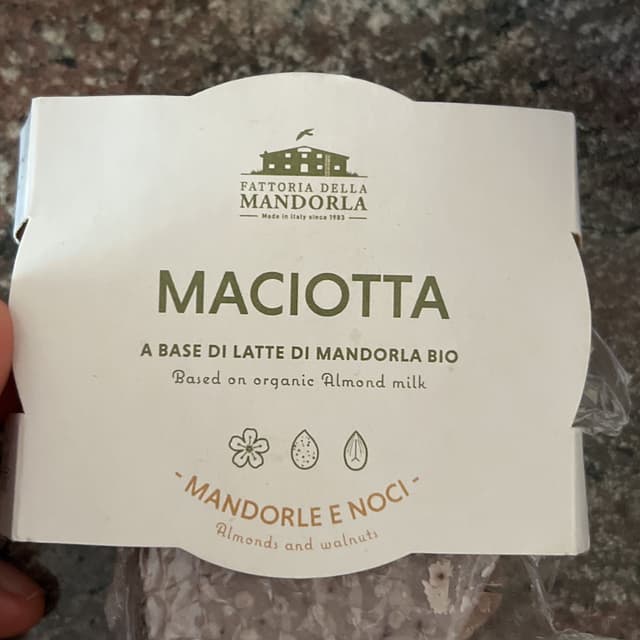 FATTORIA DELLA
MANDORLA
Made in Italy since 1983
MACIOTTA
A BASE DI LATTE DI MANDORLA BIO
Based on organic Almond milk
- MANDORLE E NOCI -
Almonds and walnuts